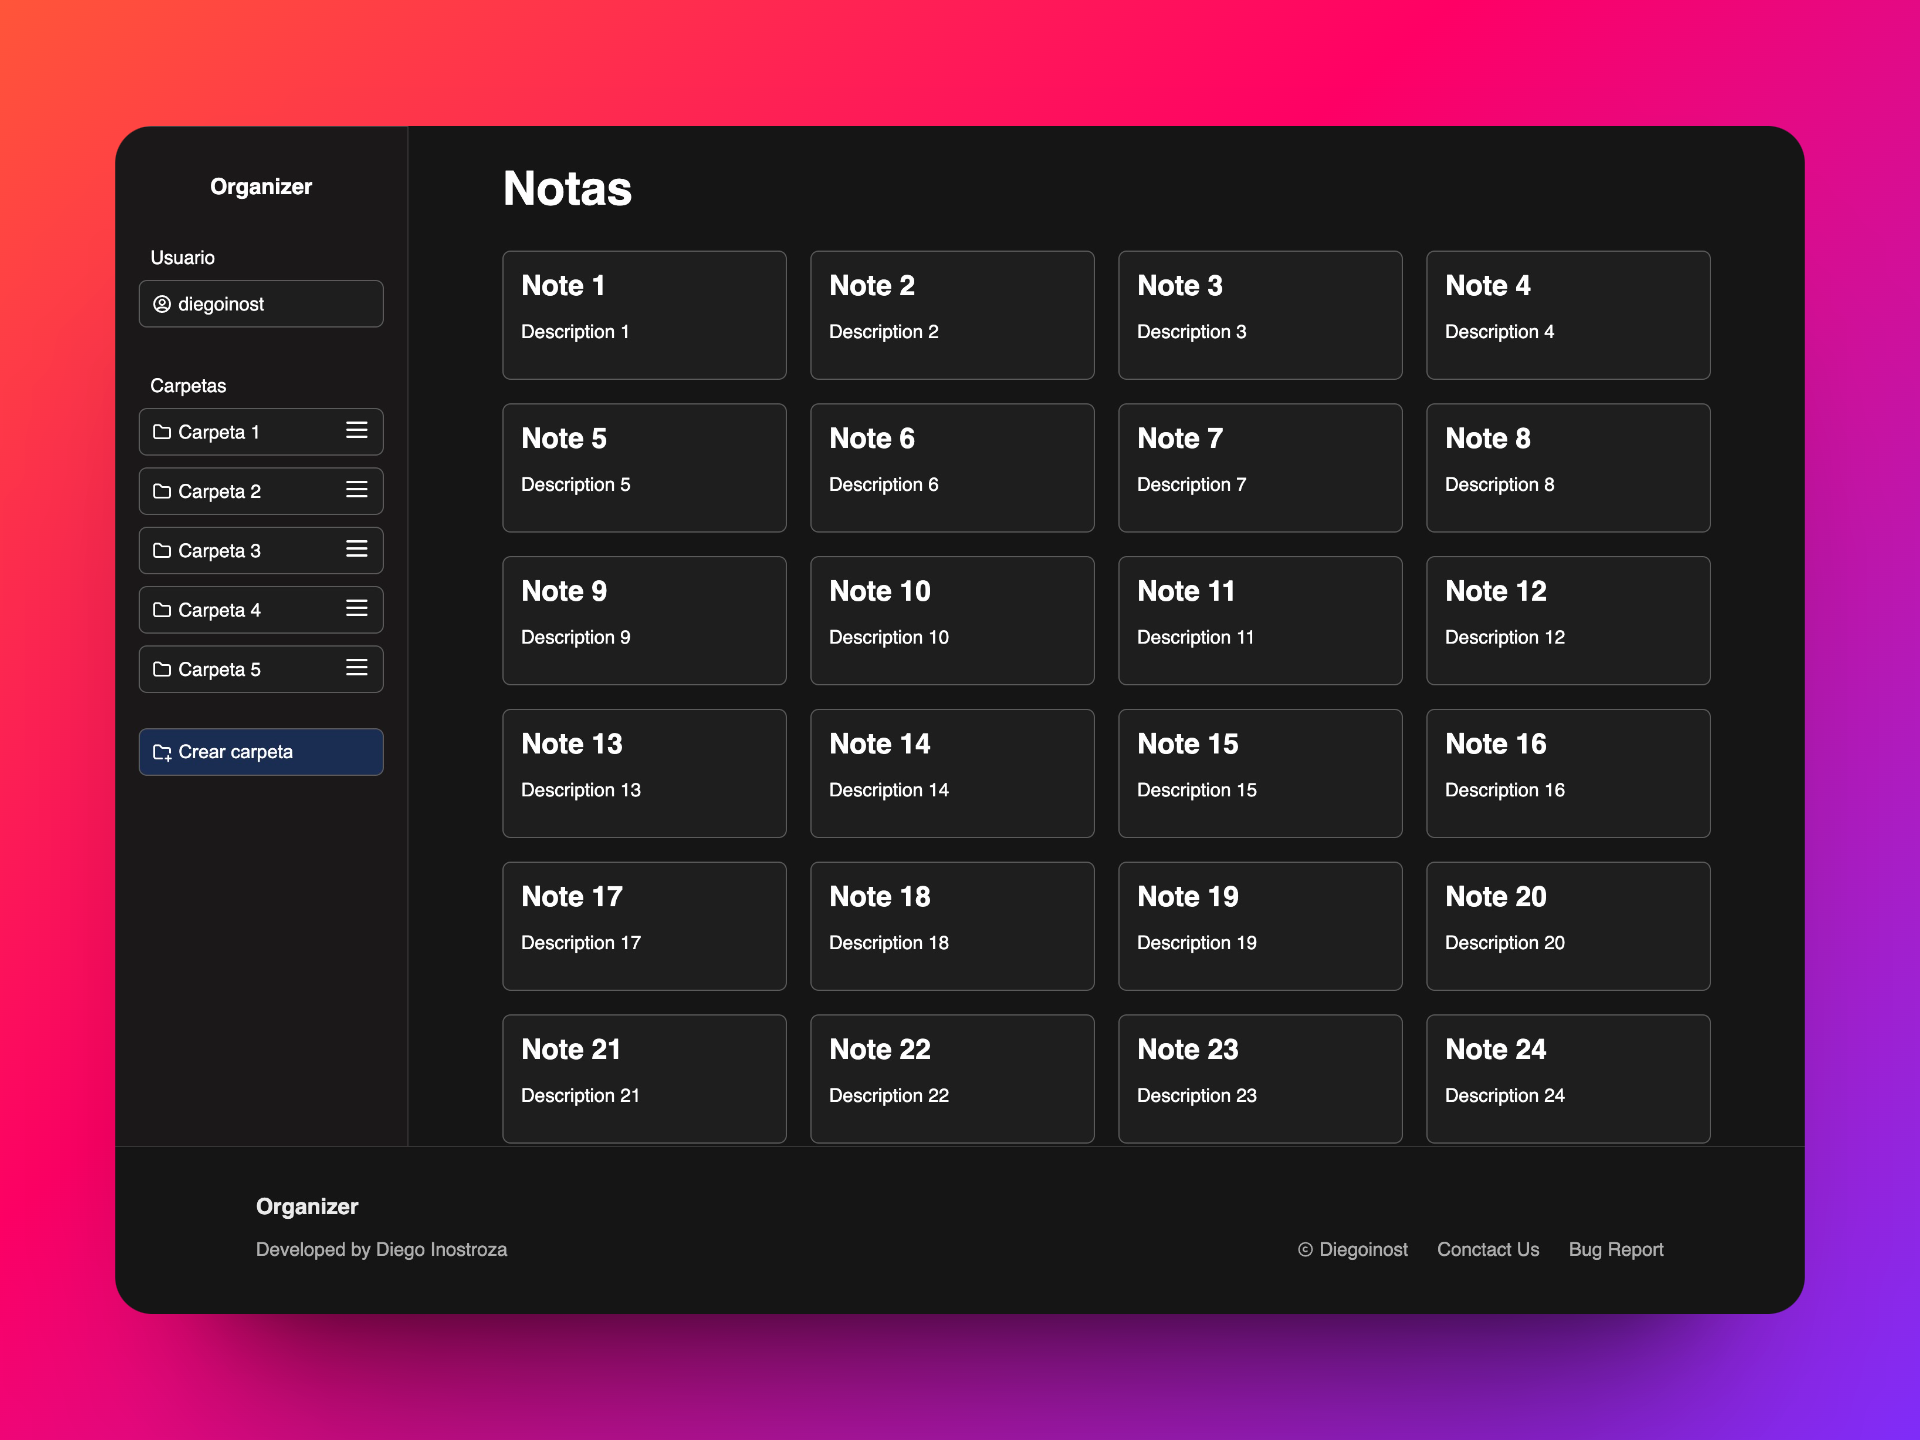 Organizer
Usuario
diegoinost
Carpetas
Carpeta 1
Carpeta 2
Carpeta 3
Carpeta 4
Carpeta 5
Crear carpeta
Notas
Note 1
Description 1
Note 2
Description 2
Note 3
Description 3
Note 4
Description 4
Note 5
Description 5
Note 6
Description 6
Note 7
Description 7
Note 8
Description 8
Note 9
Description 9
Note 10
Description 10
Note 11
Description 11
Note 12
Description 12
Note 13
Description 13
Note 14
Description 14
Note 15
Description 15
Note 16
Description 16
Note 17
Description 17
Note 18
Description 18
Note 19
Description 19
Note 20
Description 20
Note 21
Description 21
Note 22
Description 22
Note 23
Description 23
Note 24
Description 24
Organizer
Developed by Diego Inostroza
© Diegoinost Conctact Us Bug Report